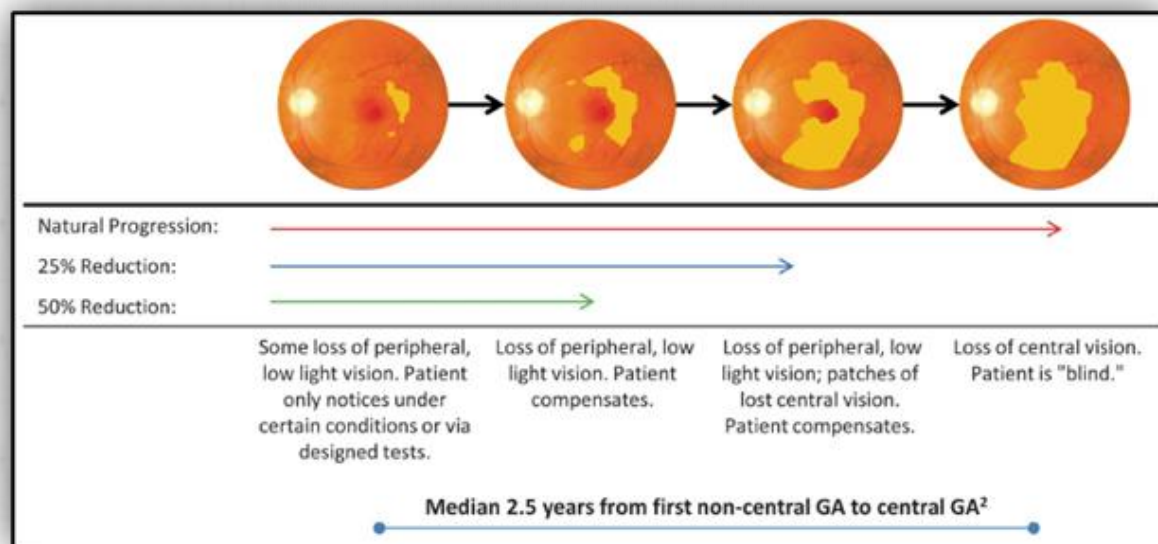 Natural Progression:
25% Reduction:
50% Reduction:
Some loss of peripheral,
low light vision. Patient
only notices under
certain conditions or via
designed tests.
Loss of peripheral, low
light vision. Patient
compensates.
Loss of peripheral, low
light vision; patches of
lost central vision.
Patient compensates.
Loss of central vision.
Patient is "blind."
Median 2.5 years from first non-central GA to central GA²